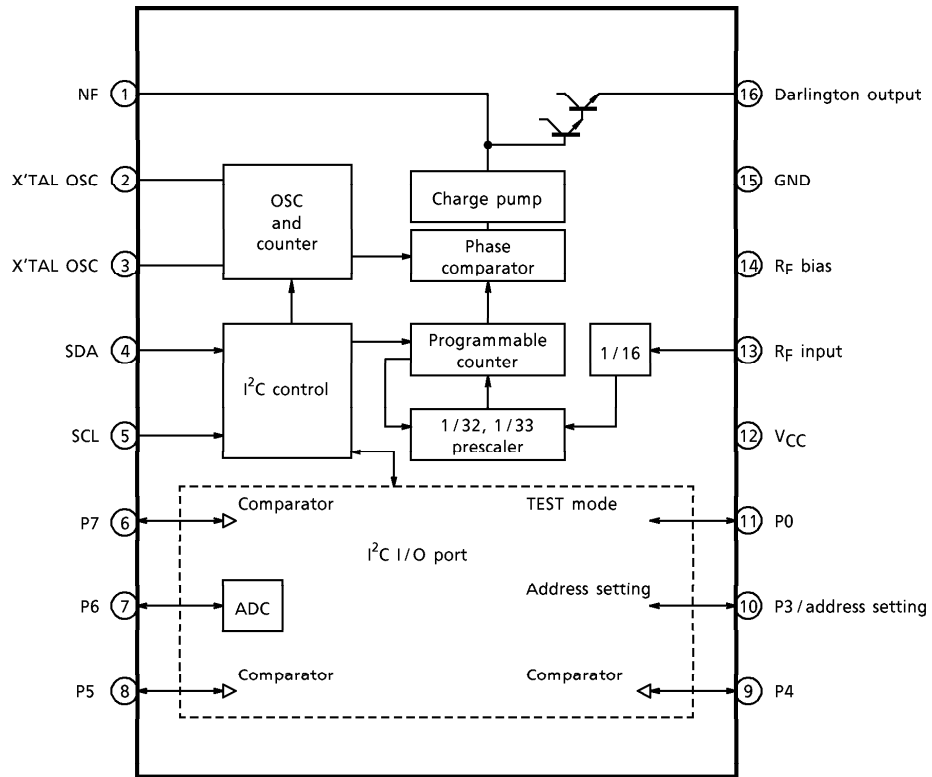 NF 1
16 Darlington output
X'TAL OSC 2
OSC
and
counter
Charge pump
15 GND
X'TAL OSC 3
Phase
comparator
14 RF bias
SDA 4
I²C control
Programmable
counter
1/16
13 RF input
SCL 5
1/32, 1/33
prescaler
12 VCC
Comparator
TEST mode
P7 6
11 P0
I²C I/O port
Address setting
P6 7
ADC
10 P3/address setting
Comparator
Comparator
P5 8
9 P4